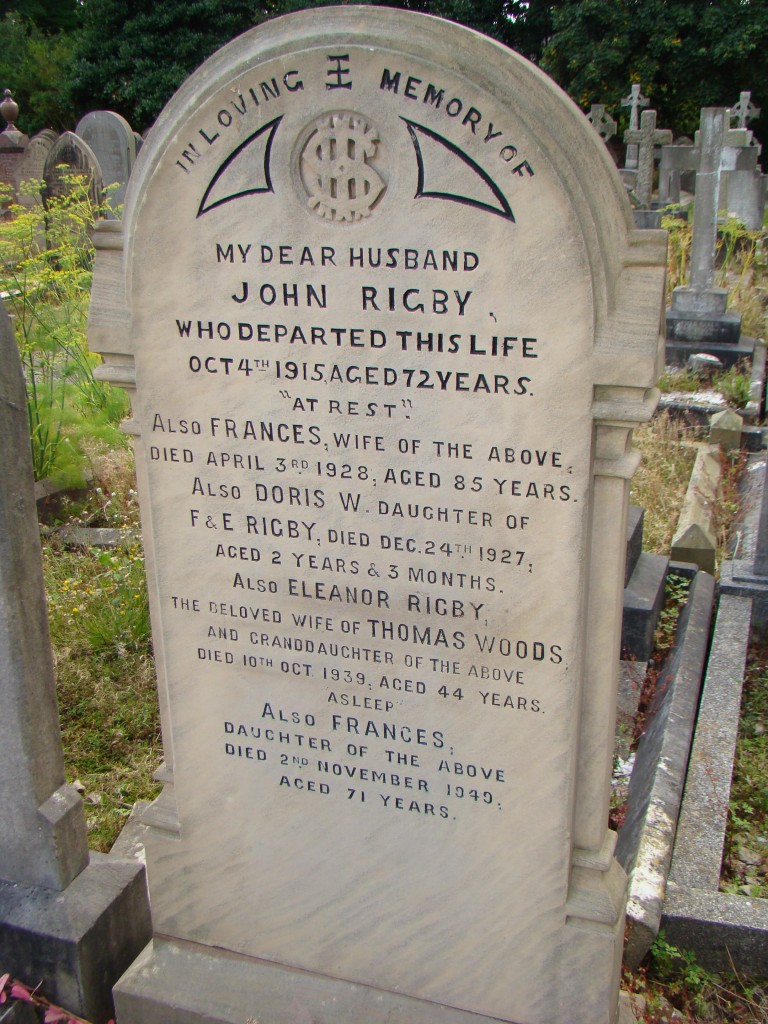 IN LOVING MEMORY OF
IHS
MY DEAR HUSBAND
JOHN RIGBY,
WHO DEPARTED THIS LIFE
OCT 4TH 1915, AGED 72 YEARS.
"AT REST".
ALSO FRANCES, WIFE OF THE ABOVE,
DIED APRIL 3RD 1928, AGED 85 YEARS.
ALSO DORIS W. DAUGHTER OF
F & E RIGBY, DIED DEC. 24TH 1927,
AGED 2 YEARS & 3 MONTHS.
ALSO ELEANOR RIGBY,
THE BELOVED WIFE OF THOMAS WOODS,
AND GRANDDAUGHTER OF THE ABOVE
DIED 10TH OCT. 1939, AGED 44 YEARS.
ASLEEP
ALSO FRANCES,
DAUGHTER OF THE ABOVE
DIED 2ND NOVEMBER 1949,
AGED 71 YEARS.